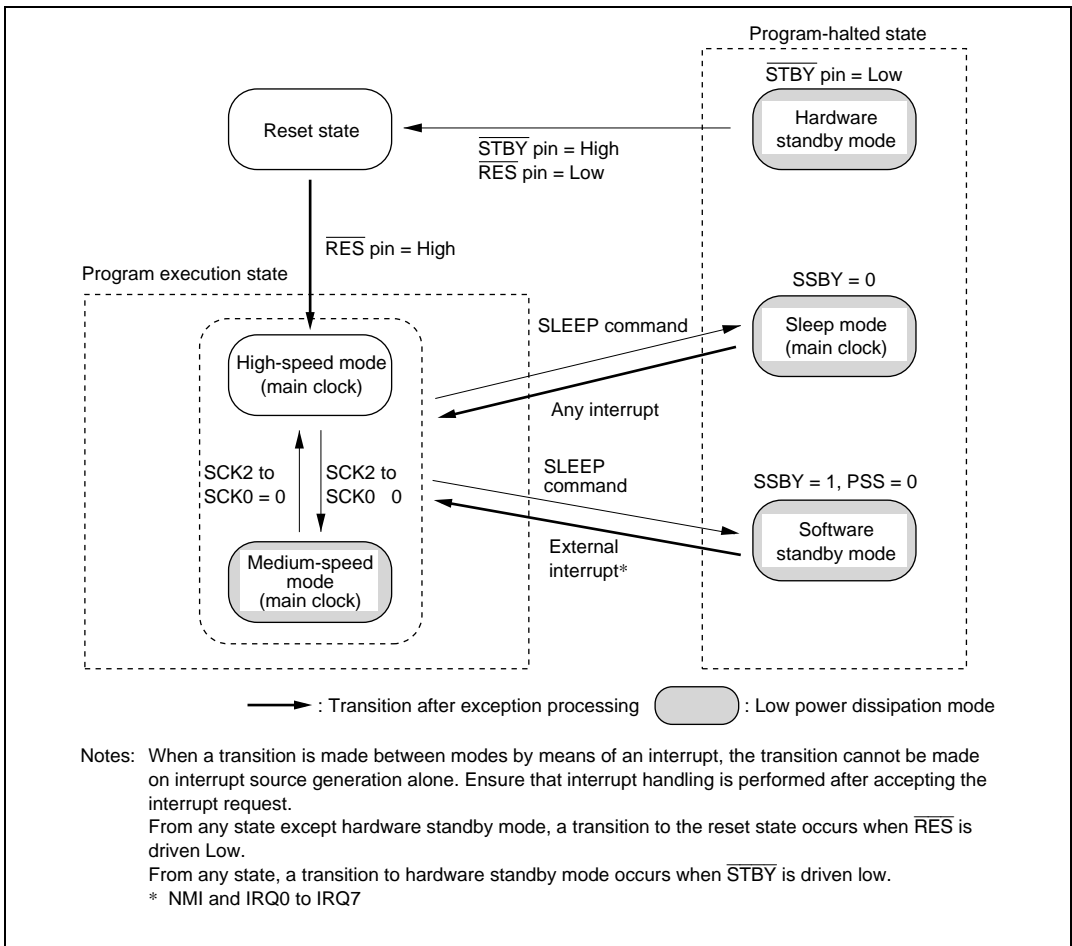 Program-halted state
STBY pin = Low
Hardware
standby mode
Reset state
STBY pin = High
RES pin = Low
RES pin = High
Program execution state
SSBY = 0
SLEEP command
Sleep mode
(main clock)
High-speed mode
(main clock)
Any interrupt
SCK2 to
SCK0 = 0
SCK2 to
SCK0 0
SLEEP
command
SSBY = 1, PSS = 0
Software
standby mode
External
interrupt*
Medium-speed
mode
(main clock)
: Transition after exception processing
: Low power dissipation mode
Notes: When a transition is made between modes by means of an interrupt, the transition cannot be made
on interrupt source generation alone. Ensure that interrupt handling is performed after accepting the
interrupt request.
From any state except hardware standby mode, a transition to the reset state occurs when RES is
driven Low.
From any state, a transition to hardware standby mode occurs when STBY is driven low.
* NMI and IRQ0 to IRQ7